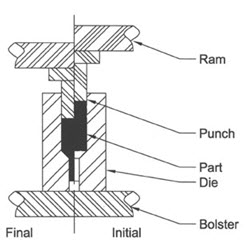 Ram
Punch
Part
Die
Bolster
Final
Initial